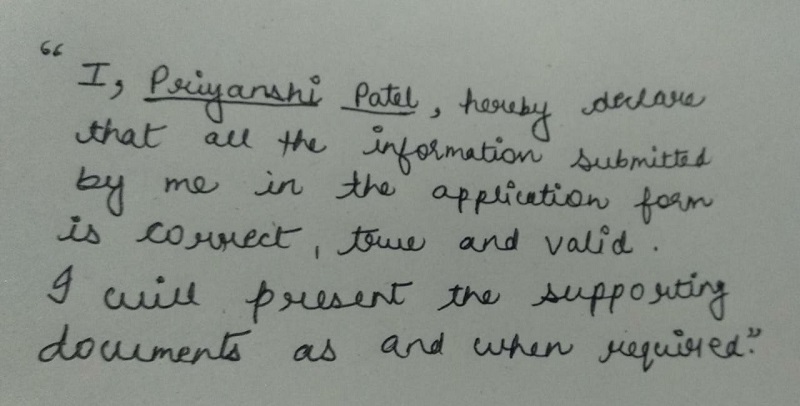 “ I, Priyanshi Patel, hereby declare
that all the information submitted
by me in the application form
is correct, true and valid.
I will present the supporting
documents as and when required.”